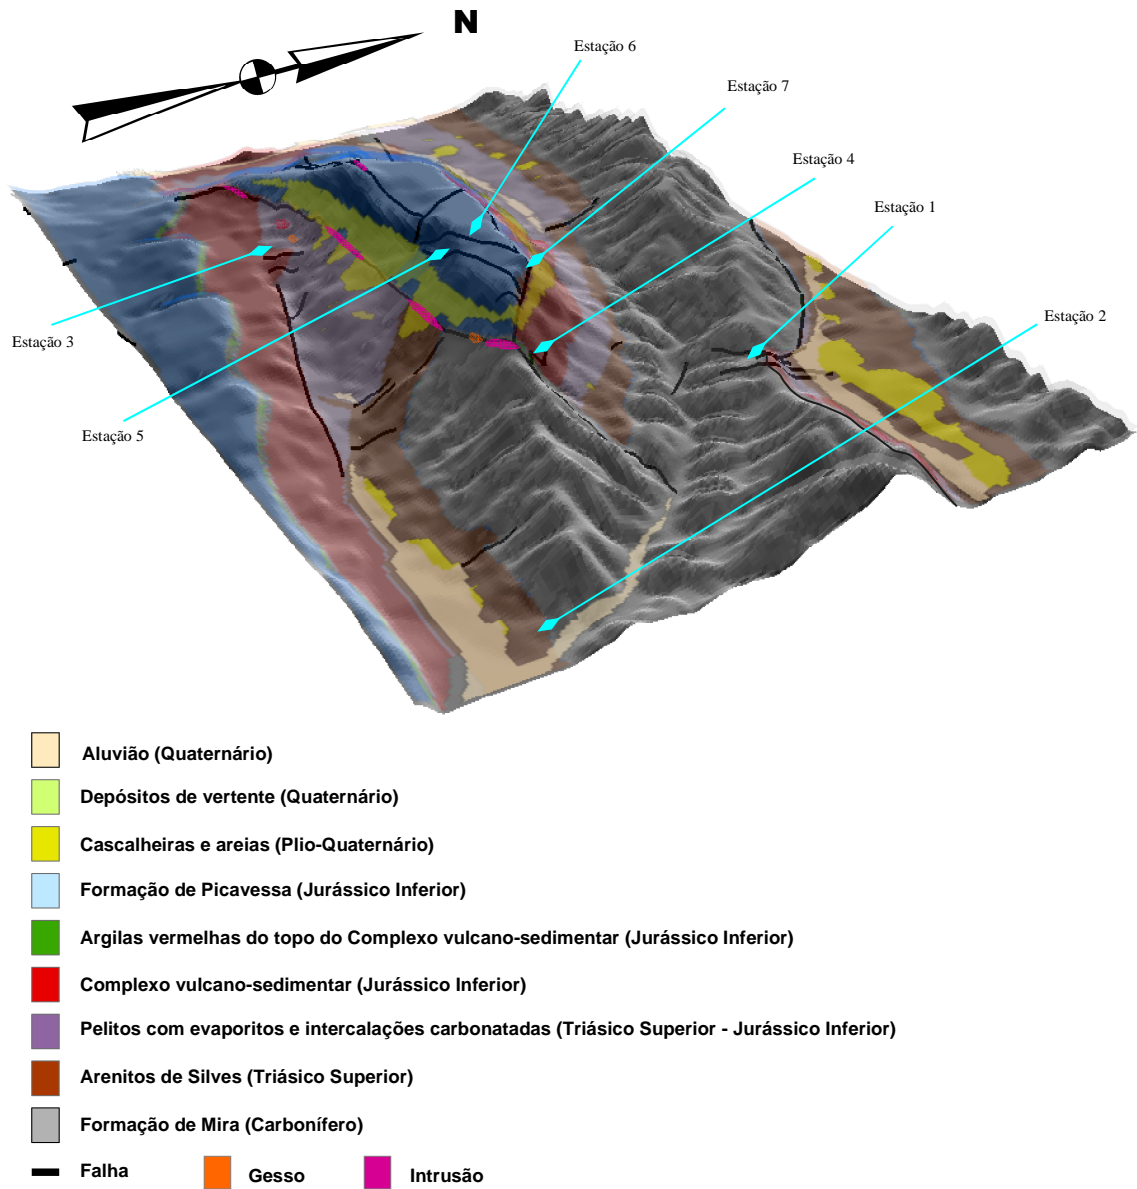 N
Estação 6
Estação 7
Estação 4
Estação 1
Estação 2
Estação 3
Estação 5
Aluvião (Quaternário)
Depósitos de vertente (Quaternário)
Cascalheiras e areias (Plio-Quaternário)
Formação de Picavessa (Jurássico Inferior)
Argilas vermelhas do topo do Complexo vulcano-sedimentar (Jurássico Inferior)
Complexo vulcano-sedimentar (Jurássico Inferior)
Pelitos com evaporitos e intercalações carbonatadas (Triásico Superior - Jurássico Inferior)
Arenitos de Silves (Triásico Superior)
Formação de Mira (Carbonífero)
Falha Gesso Intrusão